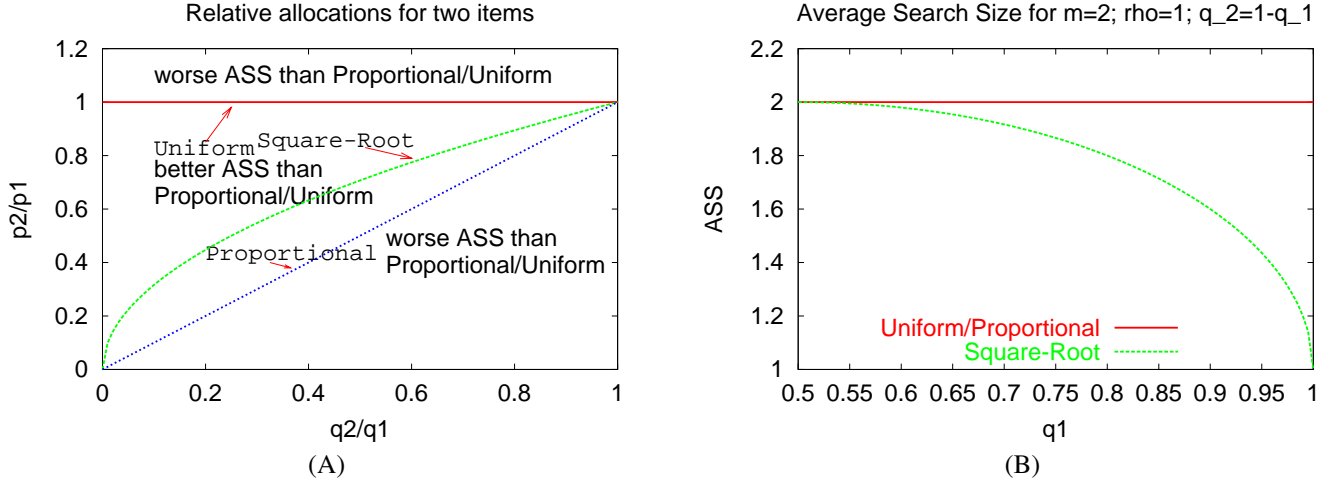 Relative allocations for two items
1.2
1
0.8
0.6
0.4
0.2
0
p2/p1
worse ASS than Proportional/Uniform
Uniform
Square-Root
better ASS than
Proportional/Uniform
Proportional
worse ASS than
Proportional/Uniform
0 0.2 0.4 0.6 0.8 1
q2/q1
(A)
Average Search Size for m=2; rho=1; q_2=1-q_1
2.2
2
1.8
1.6
1.4
1.2
1
ASS
Uniform/Proportional
Square-Root
0.5 0.55 0.6 0.65 0.7 0.75 0.8 0.85 0.9 0.95 1
q1
(B)